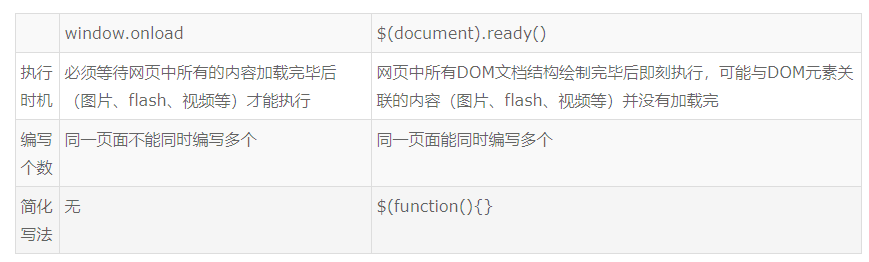 window.onload
$(document).ready()
执行
时机
必须等待网页中所有的内容加载完毕后
（图片、flash、视频等）才能执行
网页中所有DOM文档结构绘制完毕后即刻执行，可能与DOM元素关
联的内容（图片、flash、视频等）并没有加载完
编写
个数
同一页面不能同时编写多个
同一页面能同时编写多个
简化
写法
无
$(function(){}